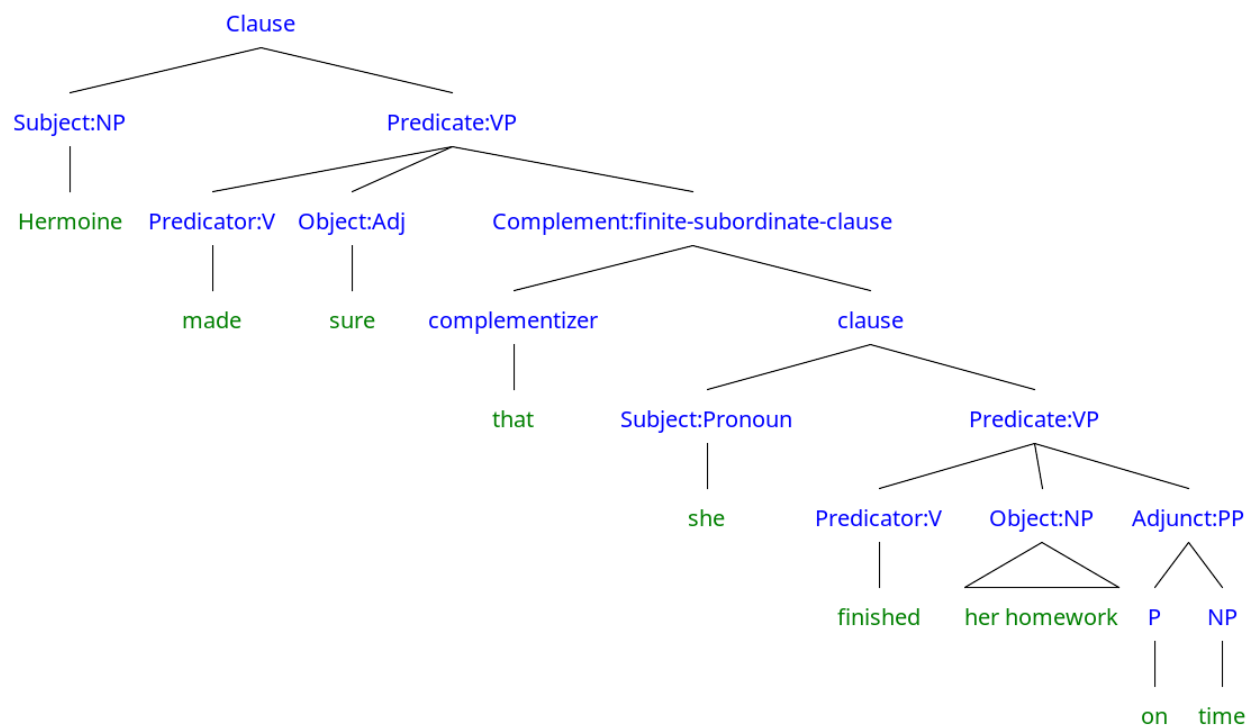 Clause
Subject:NP Predicate:VP
Hermoine Predicator:V Object:Adj Complement:finite-subordinate-clause
made sure complementizer clause
that Subject:Pronoun Predicate:VP
she Predicator:V Object:NP Adjunct:PP
finished her homework P NP
on time